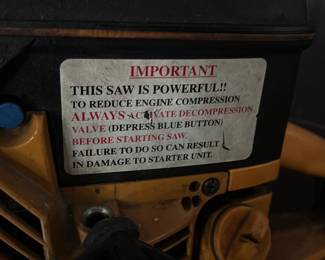 IMPORTANT
THIS SAW IS POWERFUL!!
TO REDUCE ENGINE COMPRESSION
ALWAYS ACTIVATE DECOMPRESSION
VALVE (DEPRESS BLUE BUTTON)
BEFORE STARTING SAW.
FAILURE TO DO SO CAN RESULT
IN DAMAGE TO STARTER UNIT.